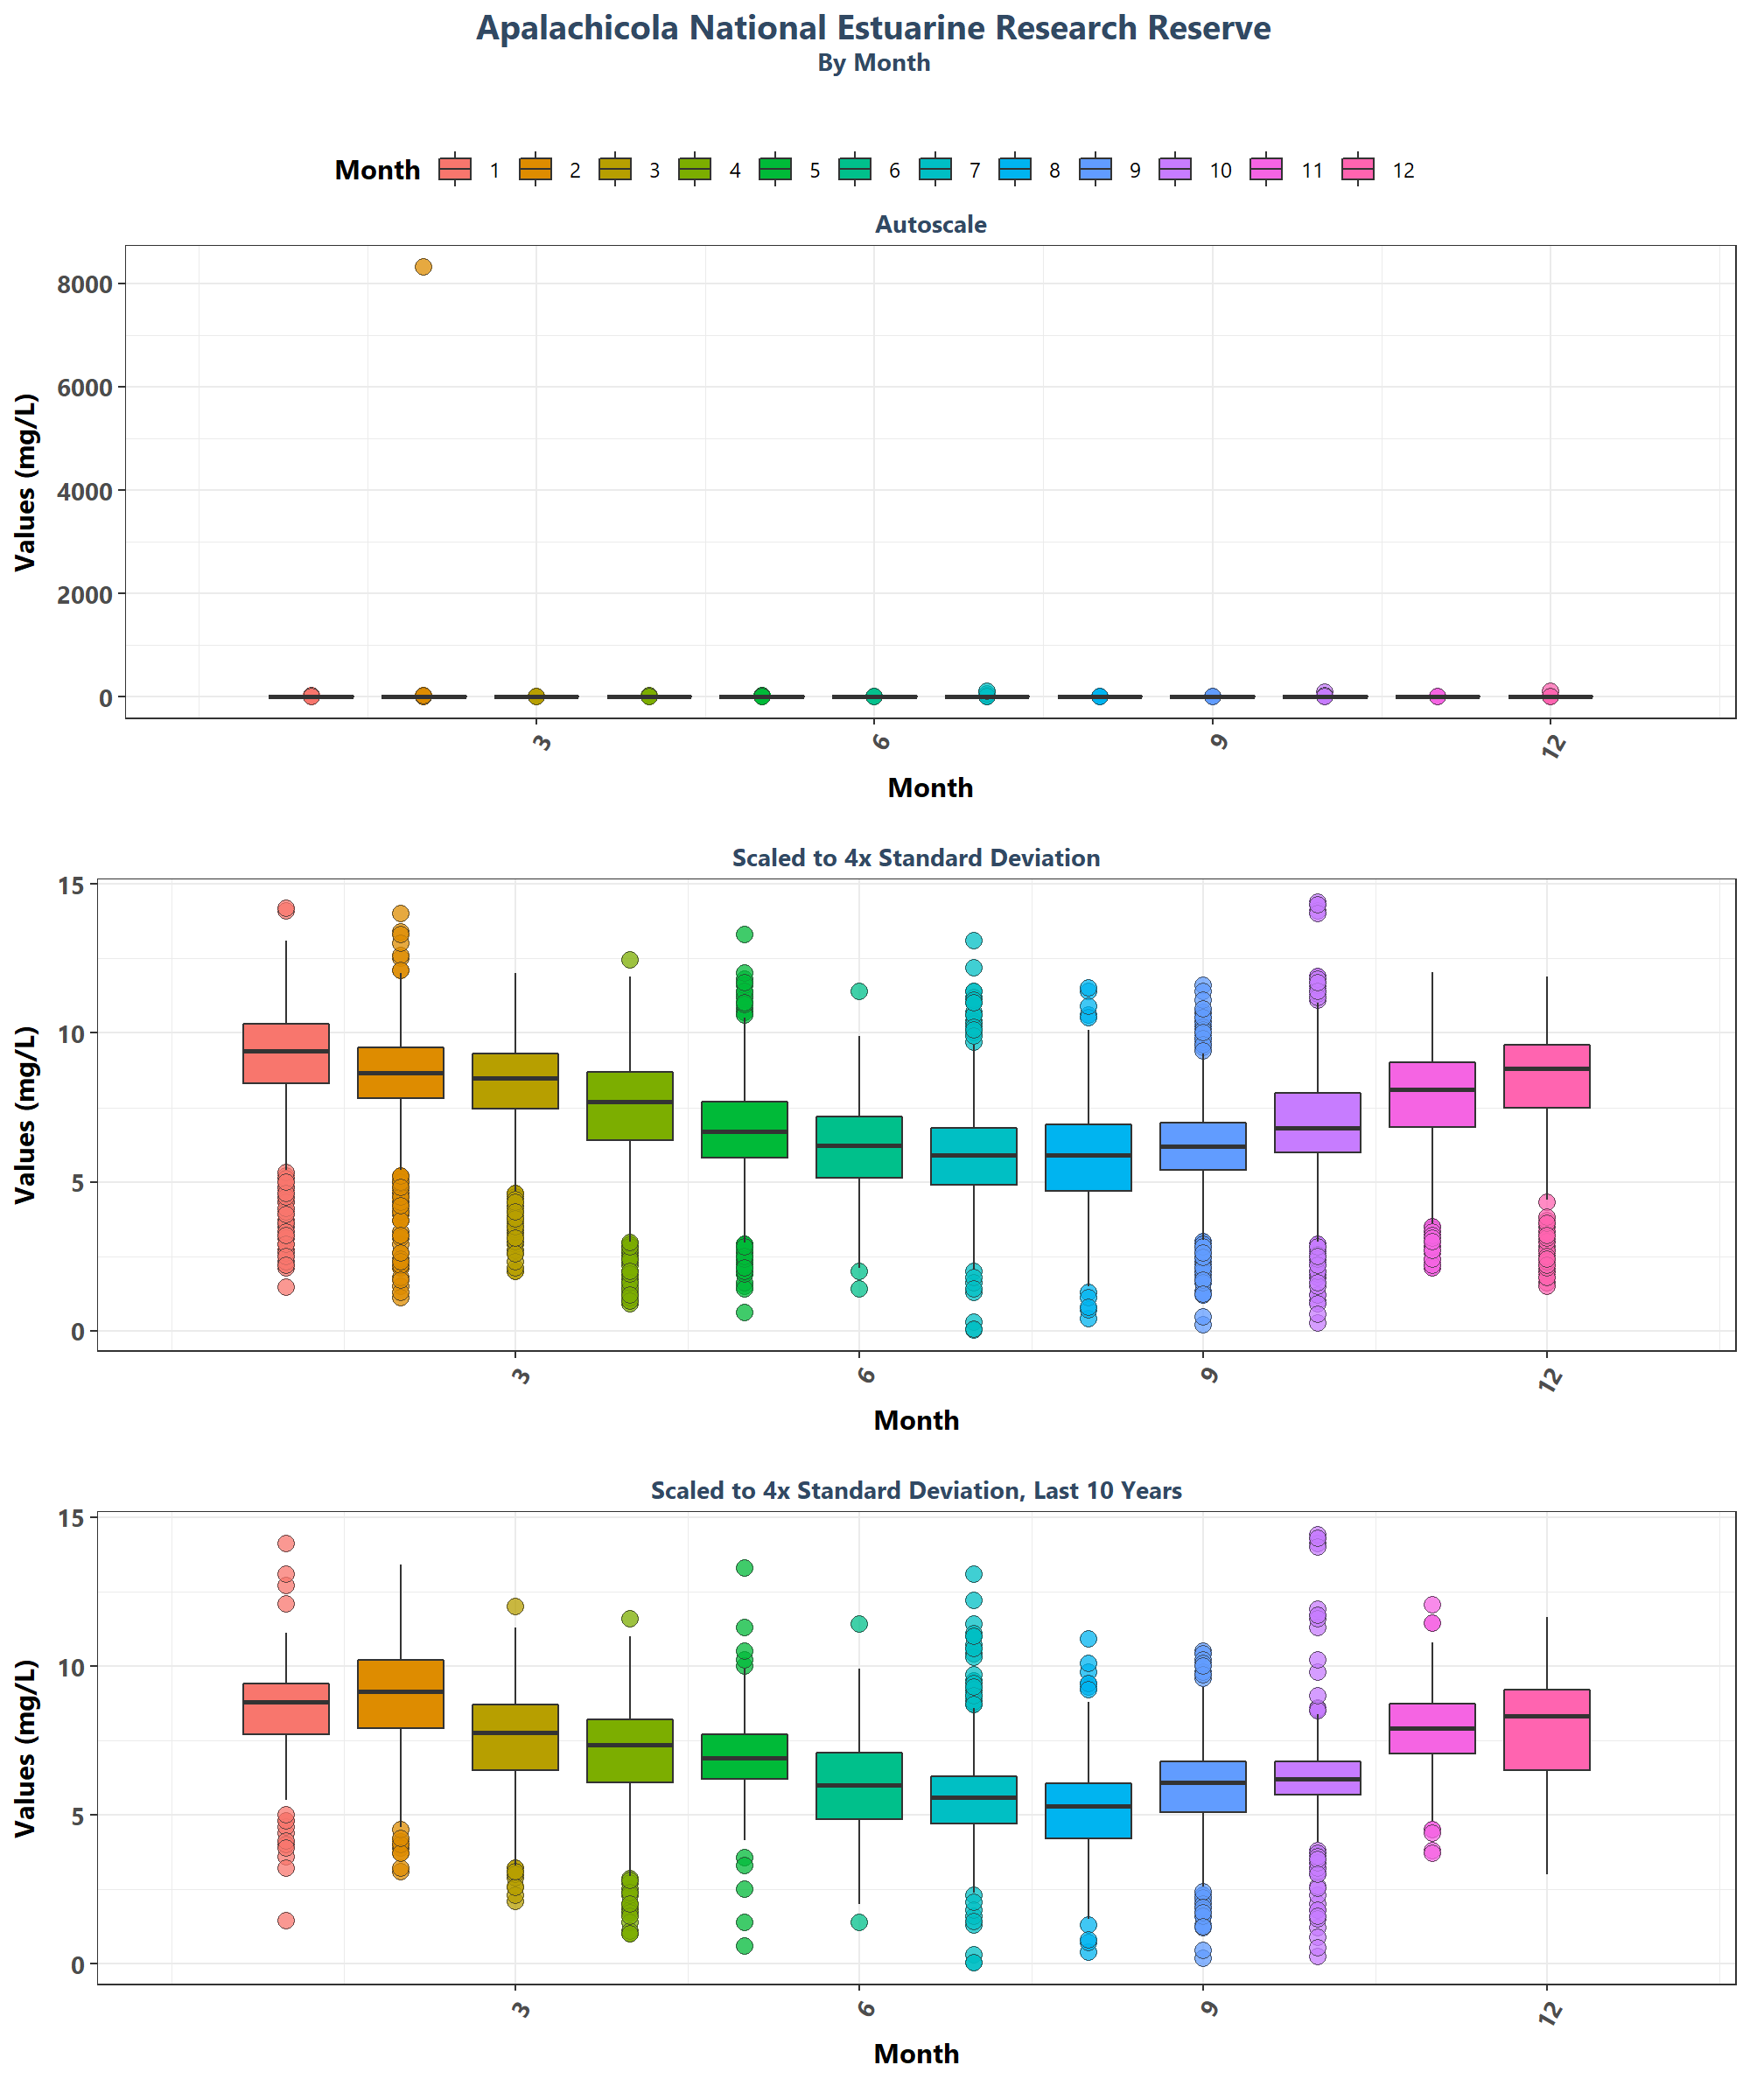 Apalachicola National Estuarine Research Reserve
By Month
Month 1 2 3 4 5 6 7 8 9 10 11 12
Autoscale
Values (mg/L)
8000
6000
4000
2000
0
3 6 9 12
Month
Scaled to 4x Standard Deviation
Values (mg/L)
15
10
5
0
3 6 9 12
Month
Scaled to 4x Standard Deviation, Last 10 Years
Values (mg/L)
15
10
5
0
3 6 9 12
Month